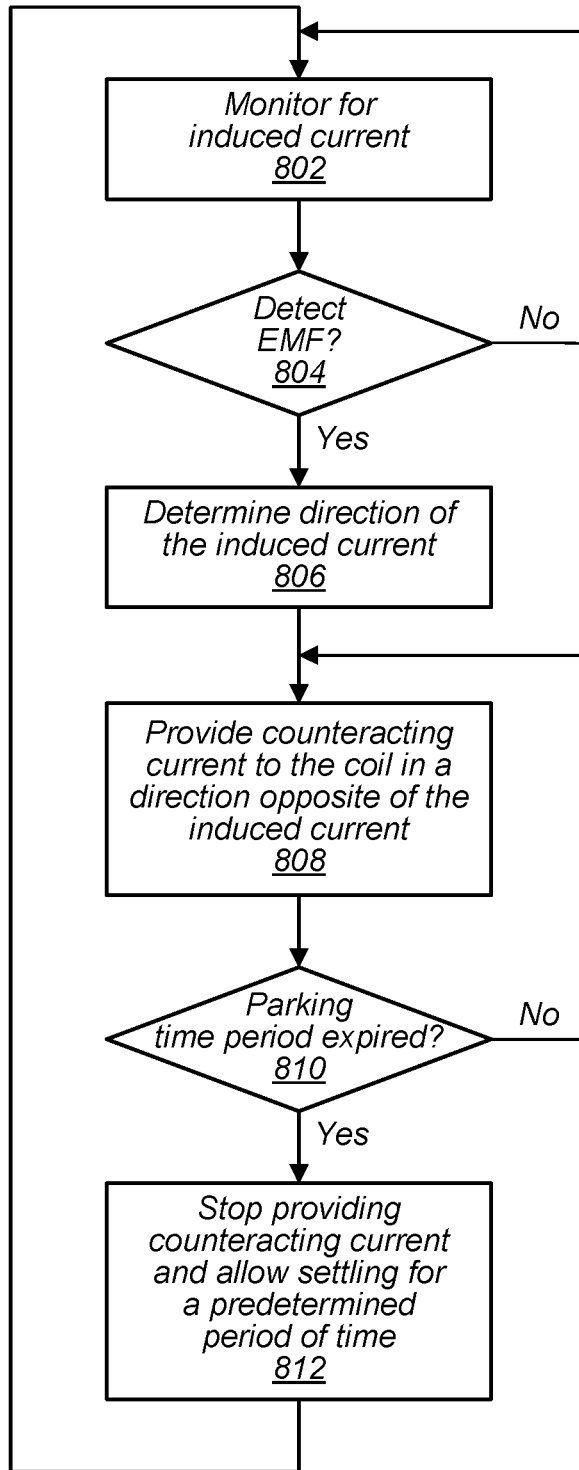 Monitor for
induced current
802
Detect
EMF?
804
No
Yes
Determine direction of
the induced current
806
Provide counteracting
current to the coil in a
direction opposite of the
induced current
808
Parking
time period expired?
810
No
Yes
Stop providing
counteracting current
and allow settling for
a predetermined
period of time
812